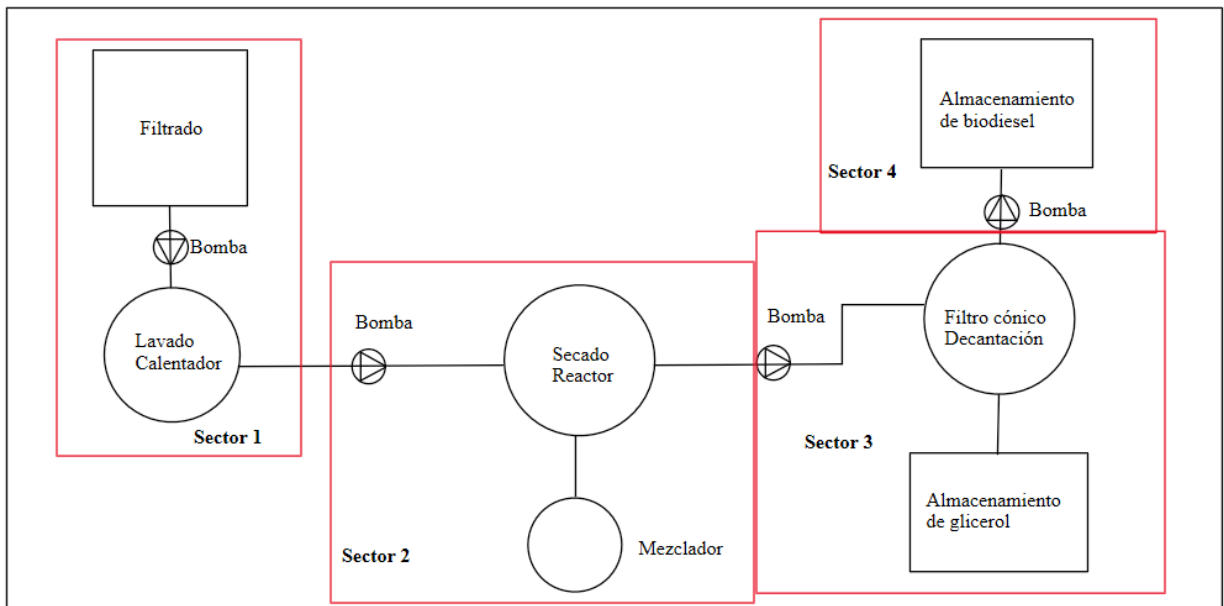 Filtrado
Bomba
Lavado
Calentador
Sector 1
Bomba
Secado
Reactor
Mezclador
Sector 2
Bomba
Filtro cónico
Decantación
Sector 3
Almacenamiento
de glicerol
Almacenamiento
de biodiesel
Sector 4
Bomba